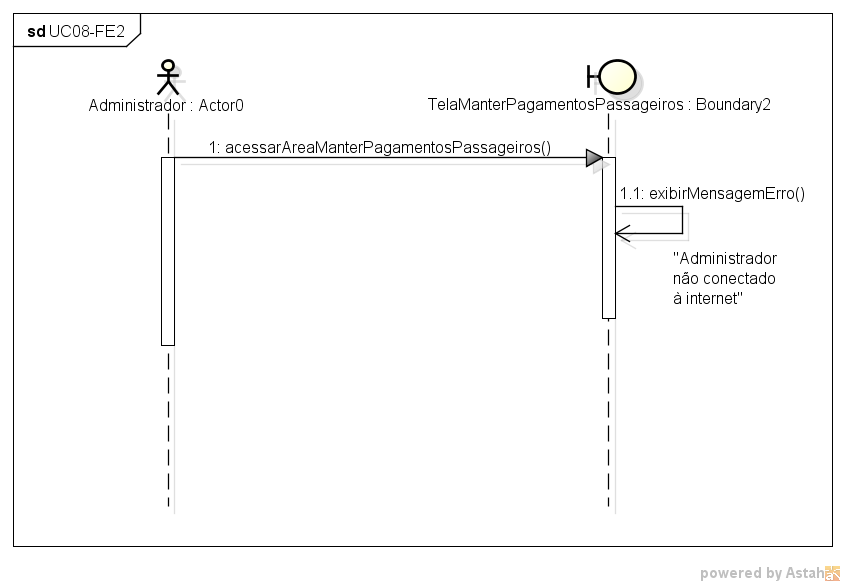 sd UC08-FE2
Administrador : Actor0
TelaManterPagamentosPassageiros : Boundary2
1: acessarAreaManterPagamentosPassageiros()
1.1: exibirMensagemErro()
"Administrador
não conectado
à internet"
powered by Astah